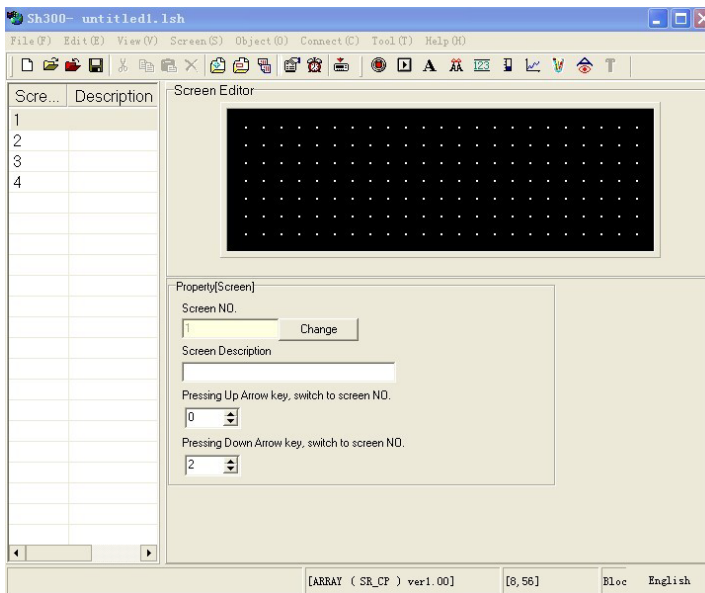 Sh300- untitled1.lsh
File(F) Edit(E) View(V) Screen(S) Object(O) Connect(C) Tool(T) Help(H)
A 123 T
Scre... Description
1
2
3
4
Screen Editor
Property[Screen]
Screen NO.
1 Change
Screen Description
Pressing Up Arrow key, switch to screen NO.
0
Pressing Down Arrow key, switch to screen NO.
2
[ARRAY ( SR_CP ) ver1.00] [8,56] Bloc English